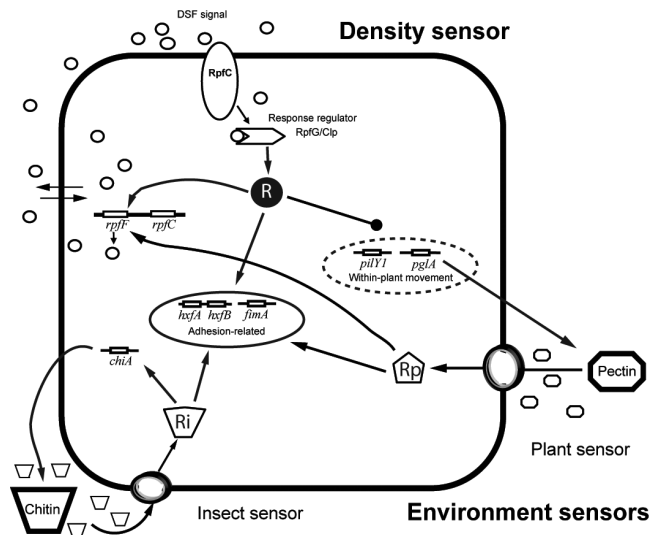 DSF signal
Density sensor
RpfC
Response regulator
RpfG/Clp
R
rpfF rpfC
pilY1 pglA
Within-plant movement
hxfA hxfB fimA
Adhesion-related
chiA
Rp
Pectin
Ri
Plant sensor
Chitin
Insect sensor
Environment sensors